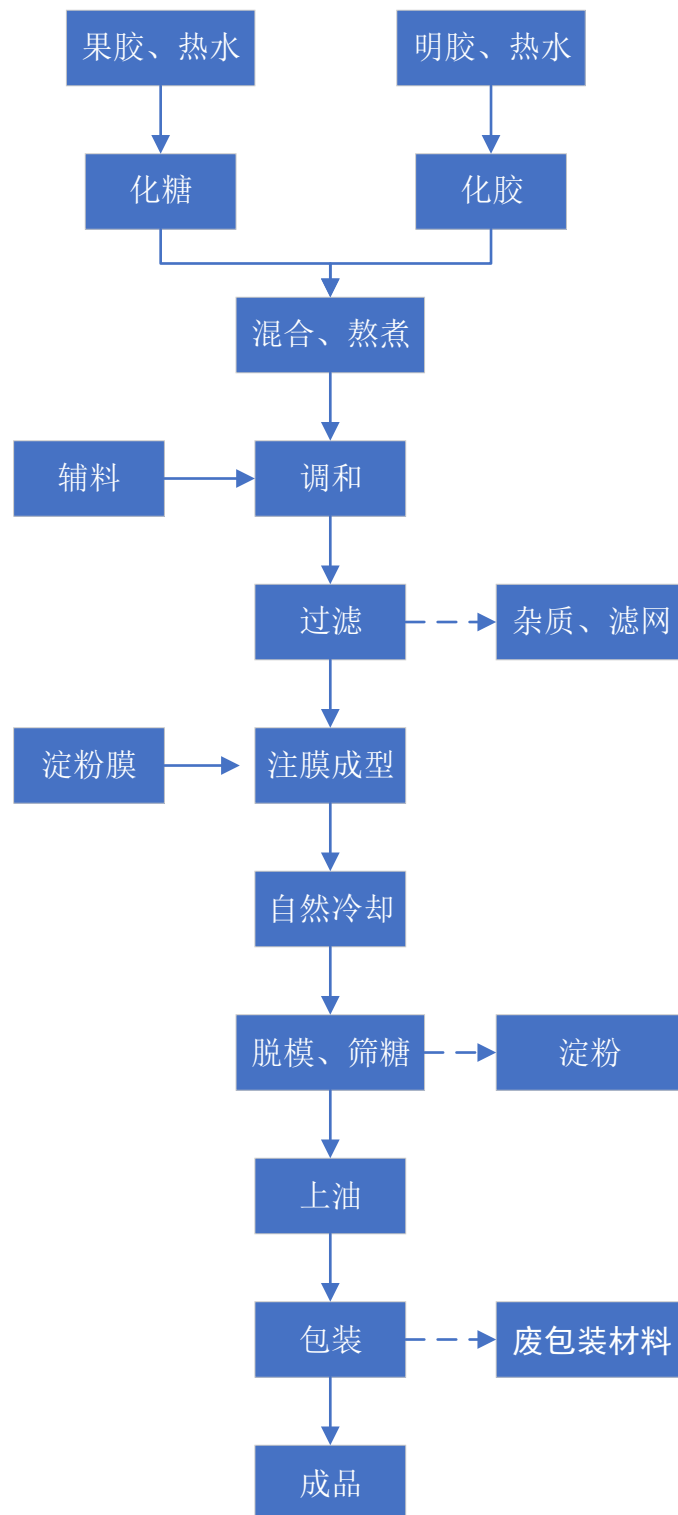 果胶、热水
明胶、热水
化糖
化胶
混合、熬煮
辅料
调和
过滤
杂质、滤网
淀粉膜
注膜成型
自然冷却
脱模、筛糖
淀粉
上油
包装
废包装材料
成品